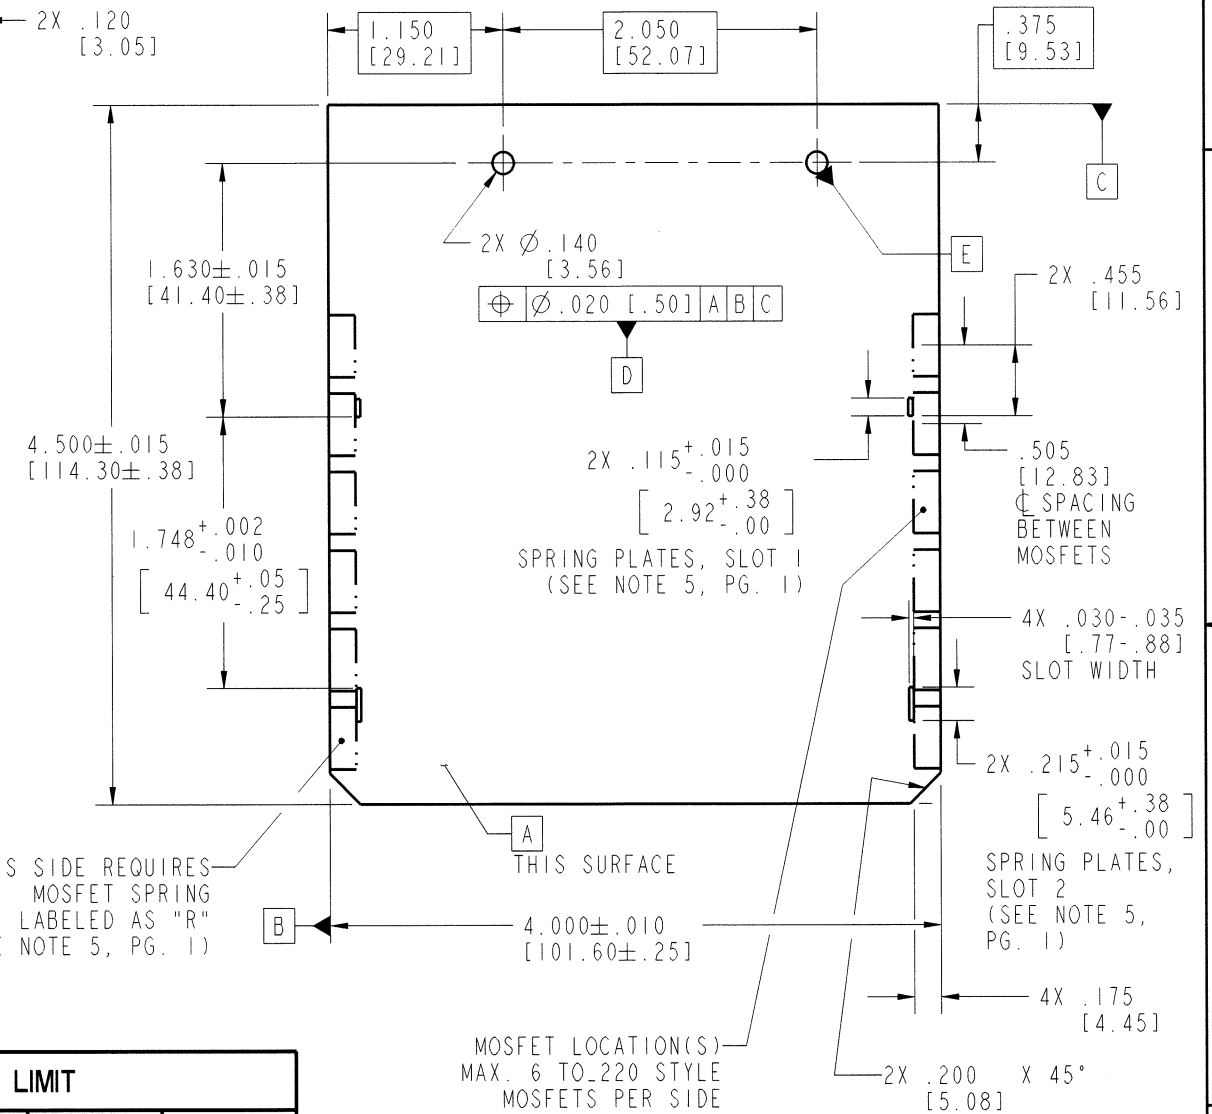 2X .120
[3.05]
1.150
[29.21]
2.050
[52.07]
.375
[9.53]
C
2X Ø.140
[3.56]
⌖ Ø.020 [.50] A B C
D
E
1.630±.015
[41.40±.38]
2X .455
[11.56]
4.500±.015
[114.30±.38]
2X .115 +.015
-.000
[2.92 +.38
-.00]
SPRING PLATES, SLOT 1
(SEE NOTE 5, PG. 1)
.505
[12.83]
℄ SPACING
BETWEEN
MOSFETS
1.748 +.002
-.010
[44.40 +.05
-.25]
4X .030-.035
[.77-.88]
SLOT WIDTH
2X .215 +.015
-.000
[5.46 +.38
-.00]
SPRING PLATES,
SLOT 2
(SEE NOTE 5,
PG. 1)
A
THIS SURFACE
S SIDE REQUIRES
MOSFET SPRING
LABELED AS "R"
NOTE 5, PG. 1)
B
4.000±.010
[101.60±.25]
4X .175
[4.45]
MOSFET LOCATION(S)
MAX. 6 TO_220 STYLE
MOSFETS PER SIDE
2X .200 X 45°
[5.08]
LIMIT